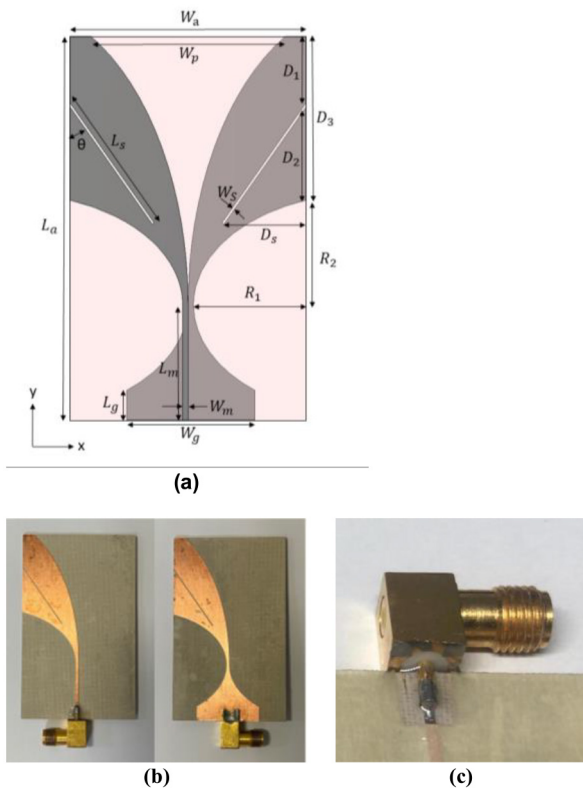 W_a
W_p
D_1
D_3
L_s
θ
D_2
W_S
L_a
D_s
R_2
R_1
L_m
L_g
W_m
W_g
y
x
(a)
(b)
(c)